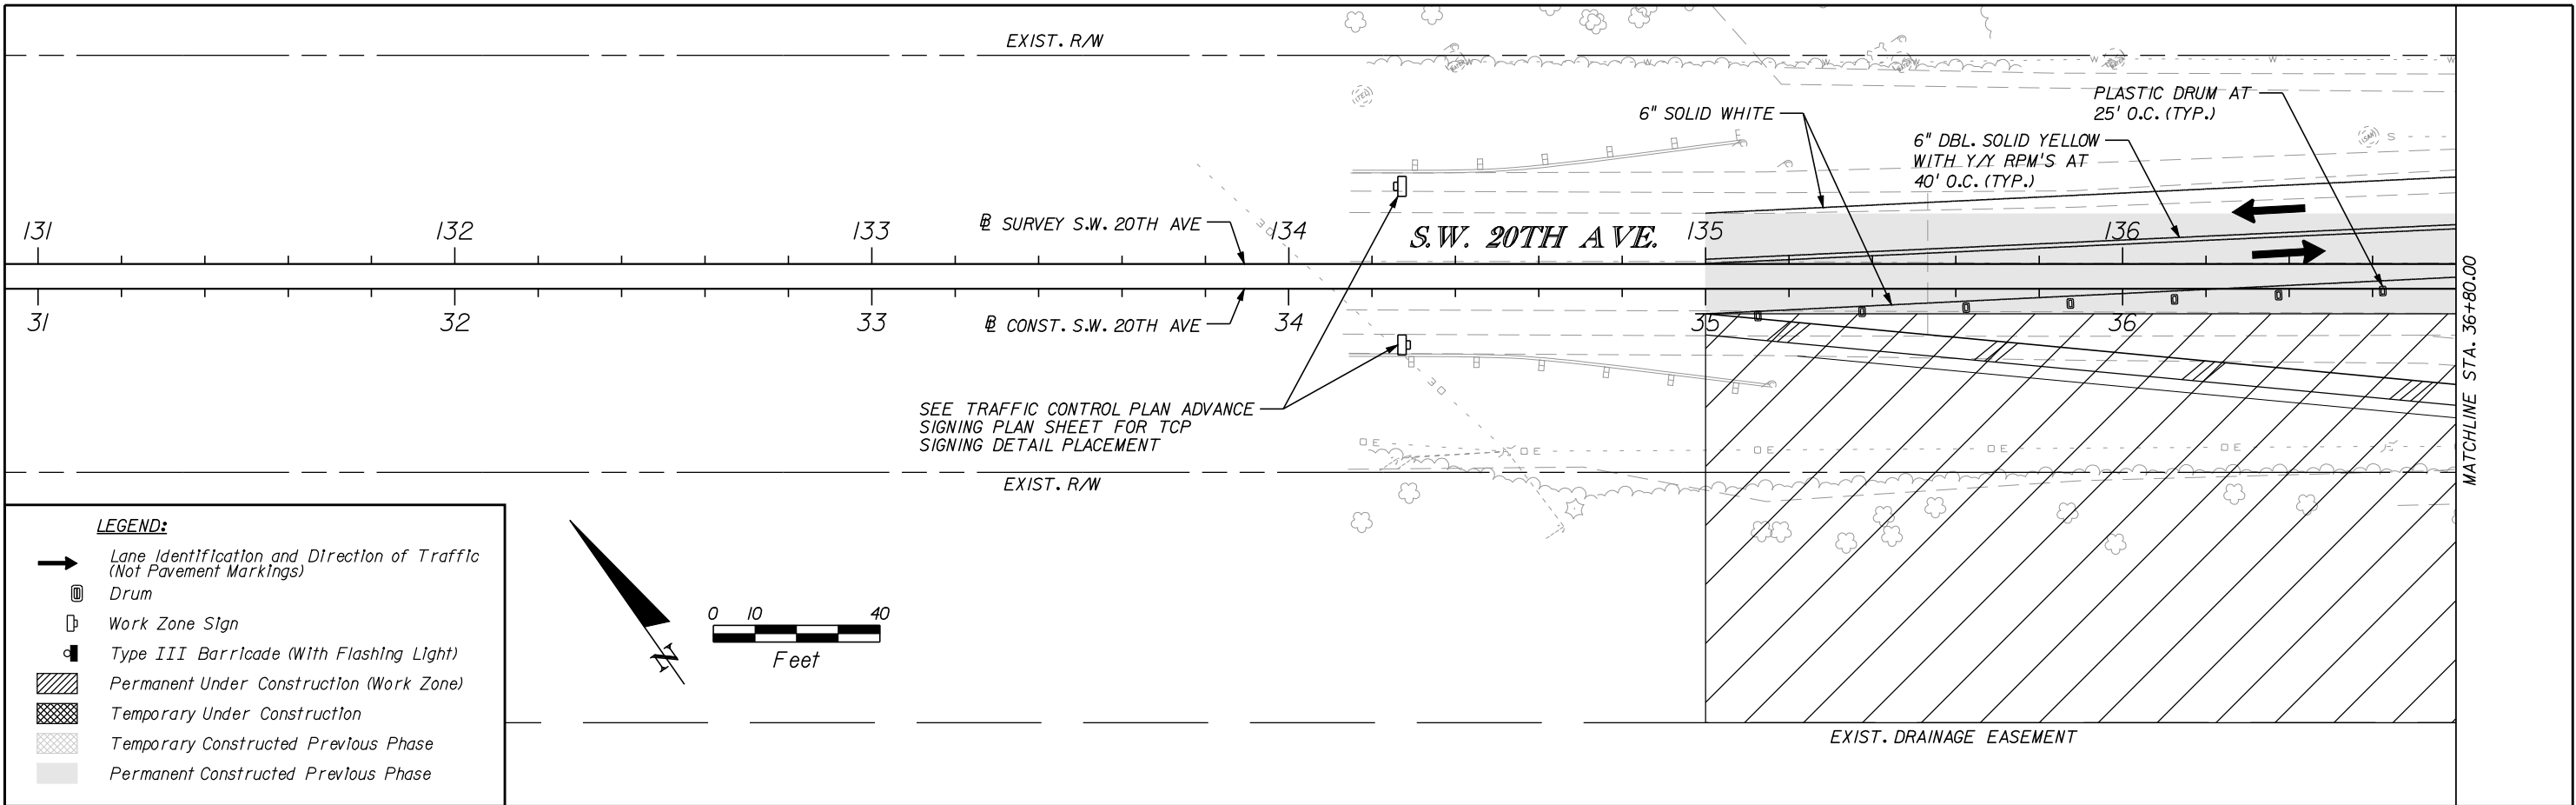 EXIST. R/W
PLASTIC DRUM AT
25' O.C. (TYP.)
6" SOLID WHITE
6" DBL. SOLID YELLOW
WITH Y/Y RPM'S AT
40' O.C. (TYP.)
131
132
133
134
135
136
℄ SURVEY S.W. 20TH AVE
S.W. 20TH AVE.
31
32
33
34
35
36
℄ CONST. S.W. 20TH AVE
MATCHLINE STA. 36+80.00
SEE TRAFFIC CONTROL PLAN ADVANCE
SIGNING PLAN SHEET FOR TCP
SIGNING DETAIL PLACEMENT
EXIST. R/W
LEGEND:
Lane Identification and Direction of Traffic
(Not Pavement Markings)
Drum
Work Zone Sign
Type III Barricade (With Flashing Light)
Permanent Under Construction (Work Zone)
Temporary Under Construction
Temporary Constructed Previous Phase
Permanent Constructed Previous Phase
N
0 10 40
Feet
EXIST. DRAINAGE EASEMENT